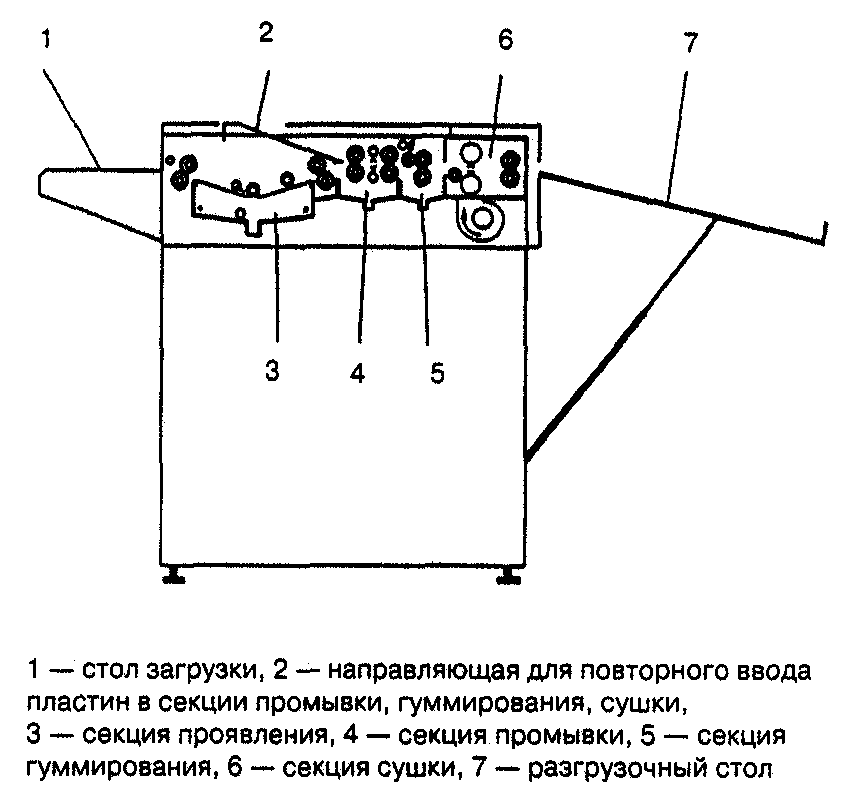 1
2
6
7
3
4
5
1 — стол загрузки, 2 — направляющая для повторного ввода
пластин в секции промывки, гуммирования, сушки,
3 — секция проявления, 4 — секция промывки, 5 — секция
гуммирования, 6 — секция сушки, 7 — разгрузочный стол